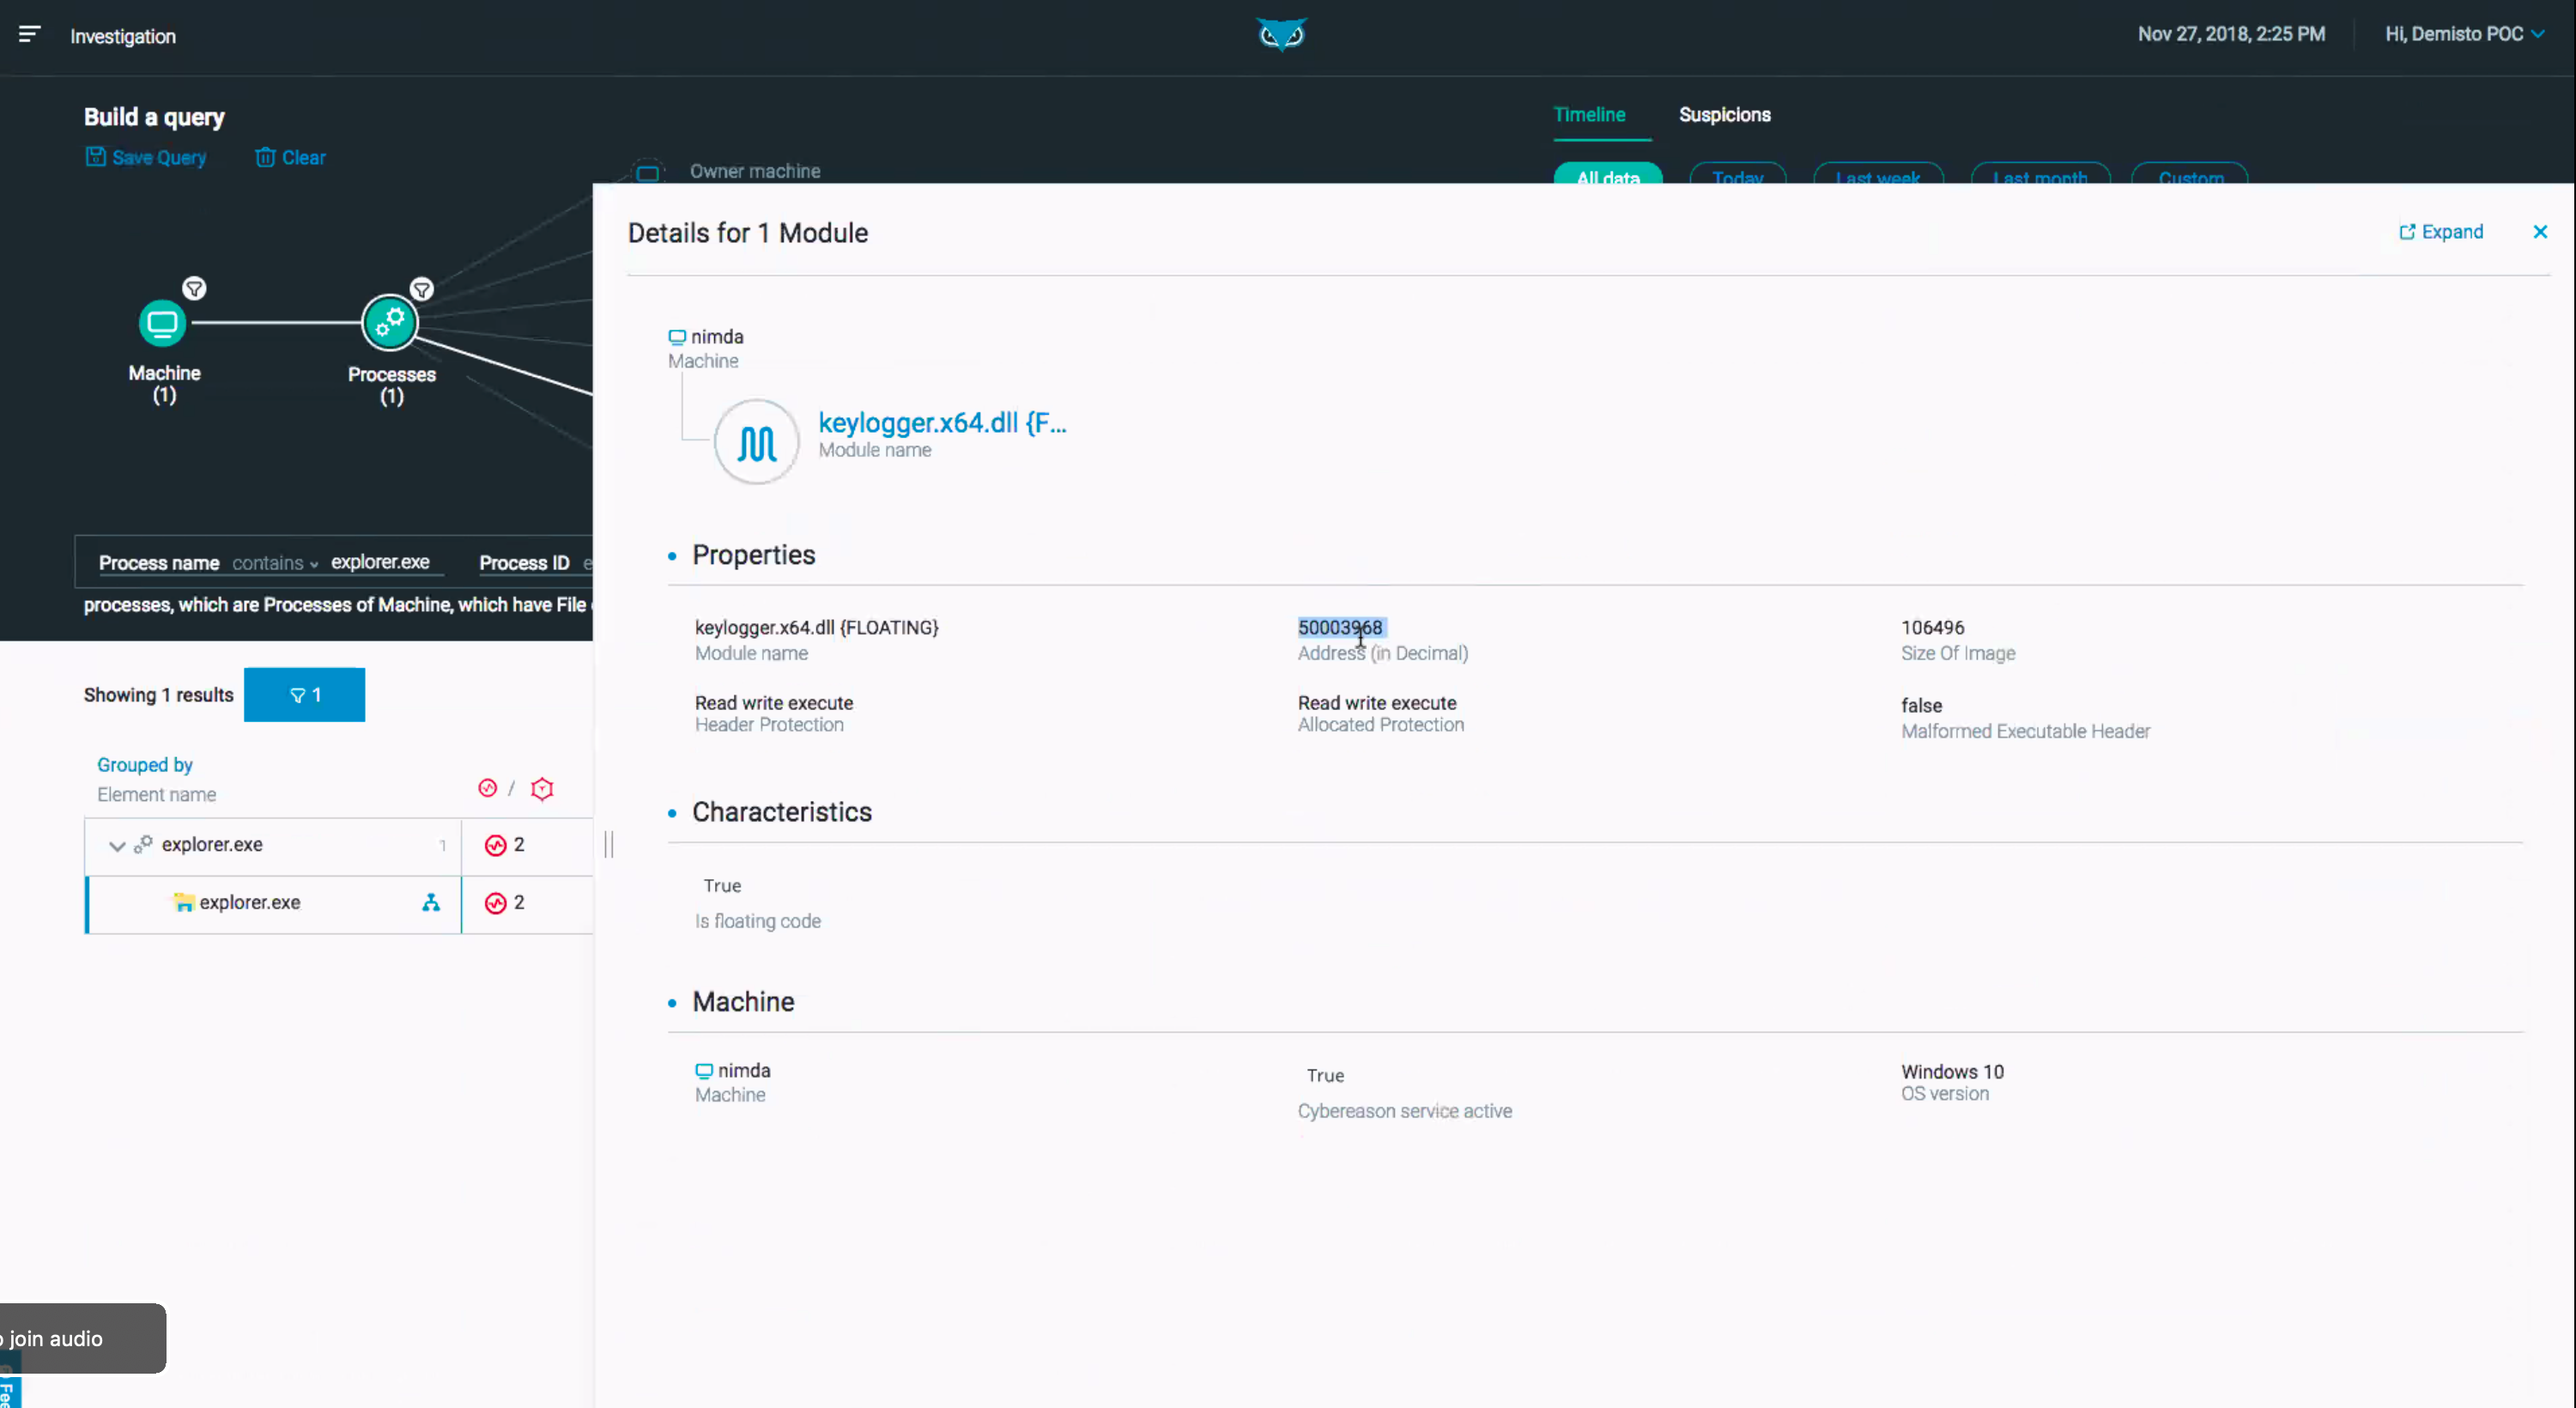 Investigation
Nov 27, 2018, 2:25 PM
Hi, Demisto POC
Build a query
Save Query
Clear
Timeline
Suspicions
Owner machine
All data
Today
Last week
Last month
Custom
Details for 1 Module
Expand
Machine
(1)
Processes
(1)
nimda
Machine
keylogger.x64.dll {F...
Module name
Process name contains explorer.exe Process ID
processes, which are Processes of Machine, which have File
Properties
keylogger.x64.dll {FLOATING}
Module name
50003968
Address (in Decimal)
106496
Size Of Image
Read write execute
Header Protection
Read write execute
Allocated Protection
false
Malformed Executable Header
Showing 1 results
1
Grouped by
Element name
/
explorer.exe 1 2
explorer.exe 2
Characteristics
True
Is floating code
Machine
nimda
Machine
True
Cybereason service active
Windows 10
OS version
join audio
Fee